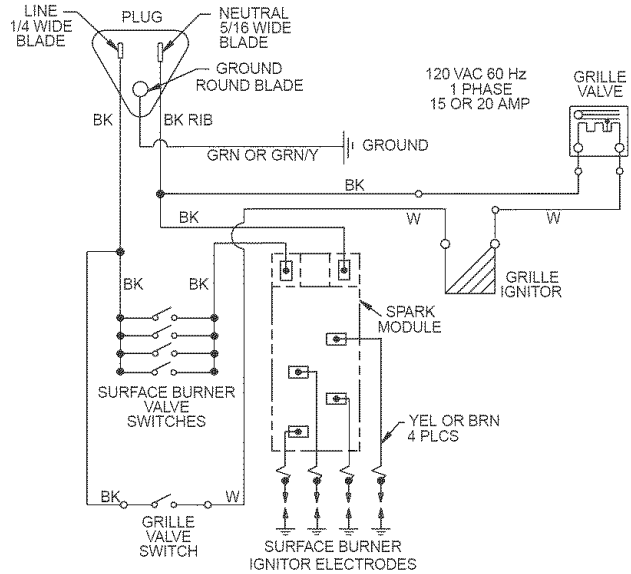 LINE
1/4 WIDE
BLADE
PLUG
NEUTRAL
5/16 WIDE
BLADE
GROUND
ROUND BLADE
120 VAC 60 Hz
1 PHASE
15 OR 20 AMP
GRILLE
VALVE
BK
BK RIB
GRN OR GRN/Y
GROUND
BK
BK
W
W
BK
BK
GRILLE
IGNITOR
SPARK
MODULE
SURFACE BURNER
VALVE
SWITCHES
YEL OR BRN
4 PLCS
BK
W
GRILLE
VALVE
SWITCH
SURFACE BURNER
IGNITOR ELECTRODES